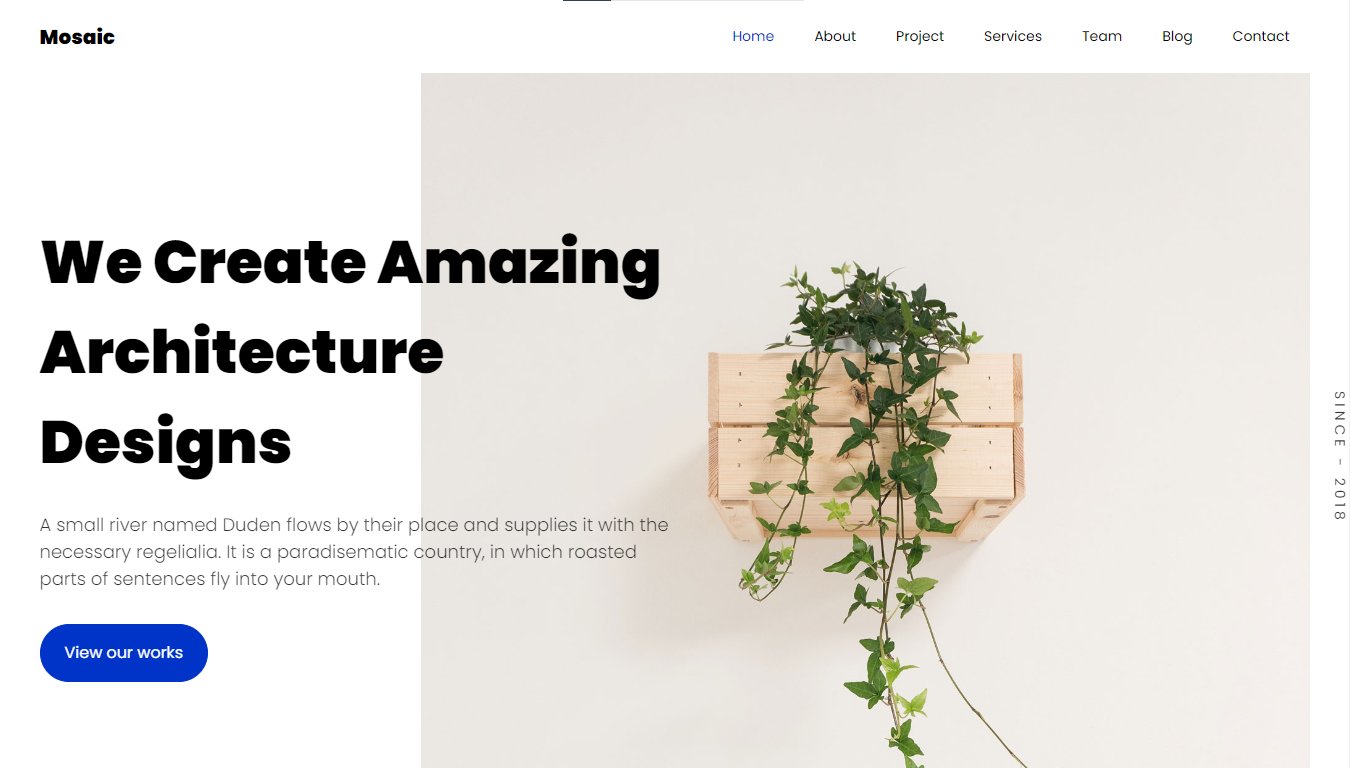 Mosaic
Home About Project Services Team Blog Contact
We Create Amazing
Architecture
Designs
A small river named Duden flows by their place and supplies it with the
necessary regelialia. It is a paradisematic country, in which roasted
parts of sentences fly into your mouth.
View our works
SINCE – 2018